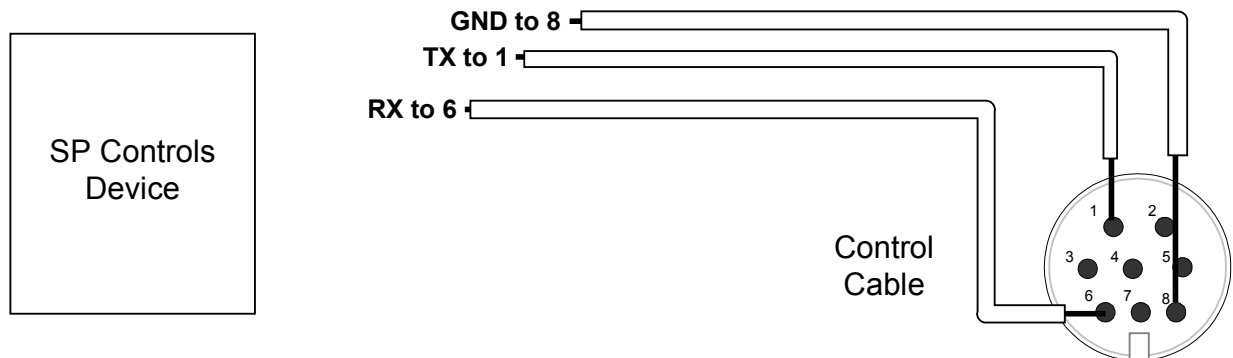 GND to 8
TX to 1
RX to 6
SP Controls
Device
Control
Cable
1 2
3 4 5
6 7 8